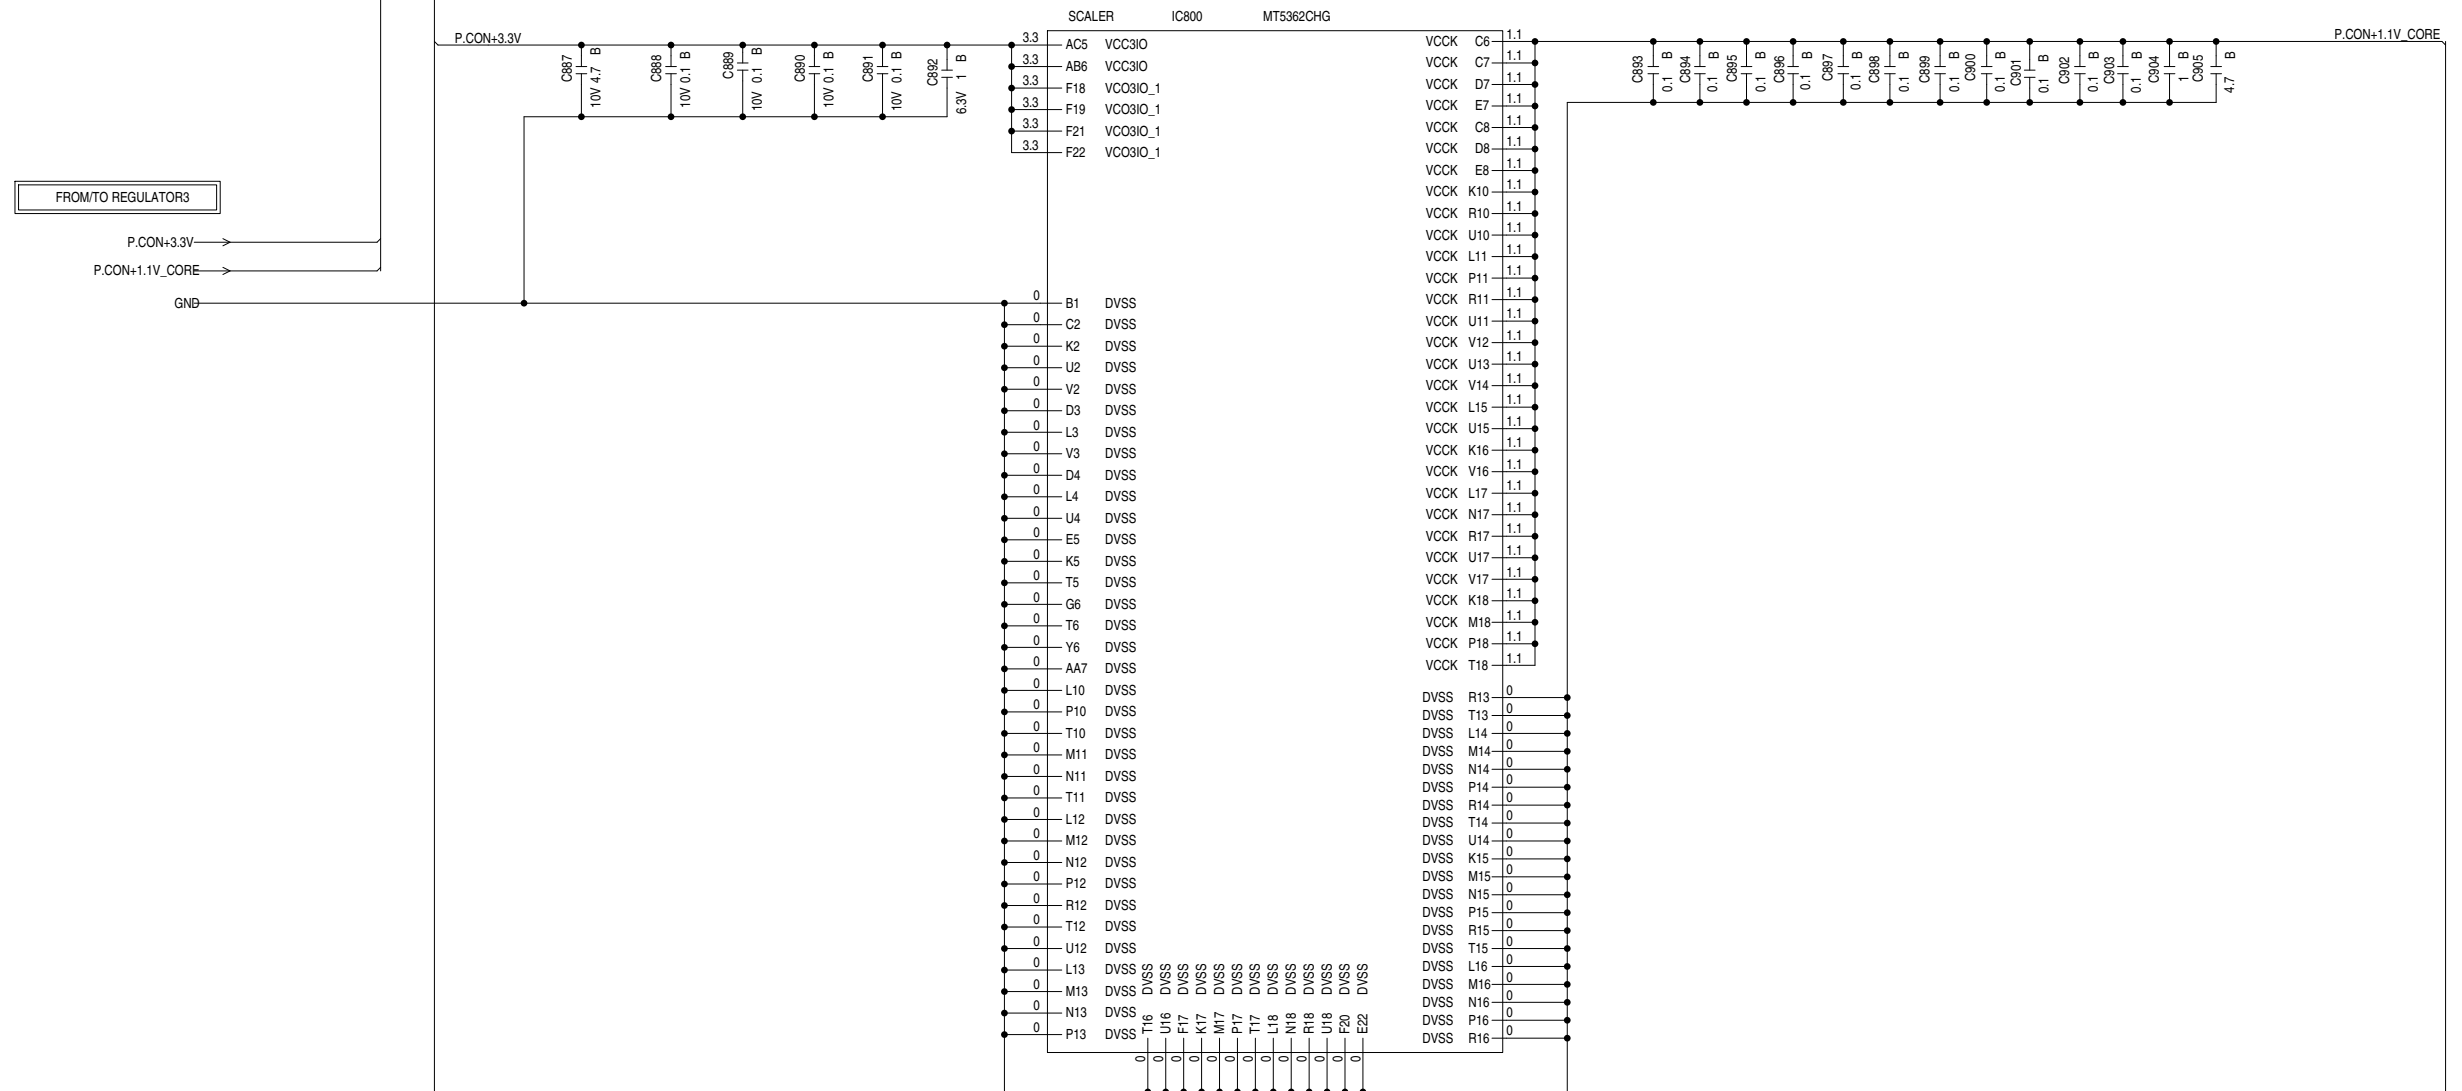 SCALER IC800 MT5362CHG
P.CON+3.3V
P.CON+1.1V_CORE
C887 10V 4.7 B
C888 10V 0.1 B
C889 10V 0.1 B
C890 10V 0.1 B
C891 10V 0.1 B
C892 6.3V 1 B
C893 0.1 B
C894 0.1 B
C895 0.1 B
C896 0.1 B
C897 0.1 B
C898 0.1 B
C899 0.1 B
C900 0.1 B
C901 0.1 B
C902 0.1 B
C903 0.1 B
C904 1 B
C905 4.7 B
FROM/TO REGULATOR3
P.CON+3.3V
P.CON+1.1V_CORE
GND
3.3 AC5 VCC3IO
3.3 AB6 VCC3IO
3.3 F18 VCO3IO_1
3.3 F19 VCO3IO_1
3.3 F21 VCO3IO_1
3.3 F22 VCO3IO_1
0 B1 DVSS
0 C2 DVSS
0 K2 DVSS
0 U2 DVSS
0 V2 DVSS
0 D3 DVSS
0 L3 DVSS
0 V3 DVSS
0 D4 DVSS
0 L4 DVSS
0 U4 DVSS
0 E5 DVSS
0 K5 DVSS
0 T5 DVSS
0 G6 DVSS
0 T6 DVSS
0 Y6 DVSS
0 AA7 DVSS
0 L10 DVSS
0 P10 DVSS
0 T10 DVSS
0 M11 DVSS
0 N11 DVSS
0 T11 DVSS
0 L12 DVSS
0 M12 DVSS
0 N12 DVSS
0 P12 DVSS
0 R12 DVSS
0 T12 DVSS
0 U12 DVSS
0 L13 DVSS
0 M13 DVSS
0 N13 DVSS
0 P13 DVSS
VCCK C6 1.1
VCCK C7 1.1
VCCK D7 1.1
VCCK E7 1.1
VCCK C8 1.1
VCCK D8 1.1
VCCK E8 1.1
VCCK K10 1.1
VCCK R10 1.1
VCCK U10 1.1
VCCK L11 1.1
VCCK P11 1.1
VCCK R11 1.1
VCCK U11 1.1
VCCK V12 1.1
VCCK U13 1.1
VCCK V14 1.1
VCCK L15 1.1
VCCK U15 1.1
VCCK K16 1.1
VCCK V16 1.1
VCCK L17 1.1
VCCK N17 1.1
VCCK R17 1.1
VCCK U17 1.1
VCCK V17 1.1
VCCK K18 1.1
VCCK M18 1.1
VCCK P18 1.1
VCCK T18 1.1
DVSS R13 0
DVSS T13 0
DVSS L14 0
DVSS M14 0
DVSS N14 0
DVSS P14 0
DVSS R14 0
DVSS T14 0
DVSS U14 0
DVSS K15 0
DVSS M15 0
DVSS N15 0
DVSS P15 0
DVSS R15 0
DVSS T15 0
DVSS L16 0
DVSS M16 0
DVSS N16 0
DVSS P16 0
DVSS R16 0
0 T16 DVSS
0 U16 DVSS
0 F17 DVSS
0 K17 DVSS
0 M17 DVSS
0 P17 DVSS
0 T17 DVSS
0 L18 DVSS
0 N18 DVSS
0 R18 DVSS
0 U18 DVSS
0 F20 DVSS
0 E22 DVSS